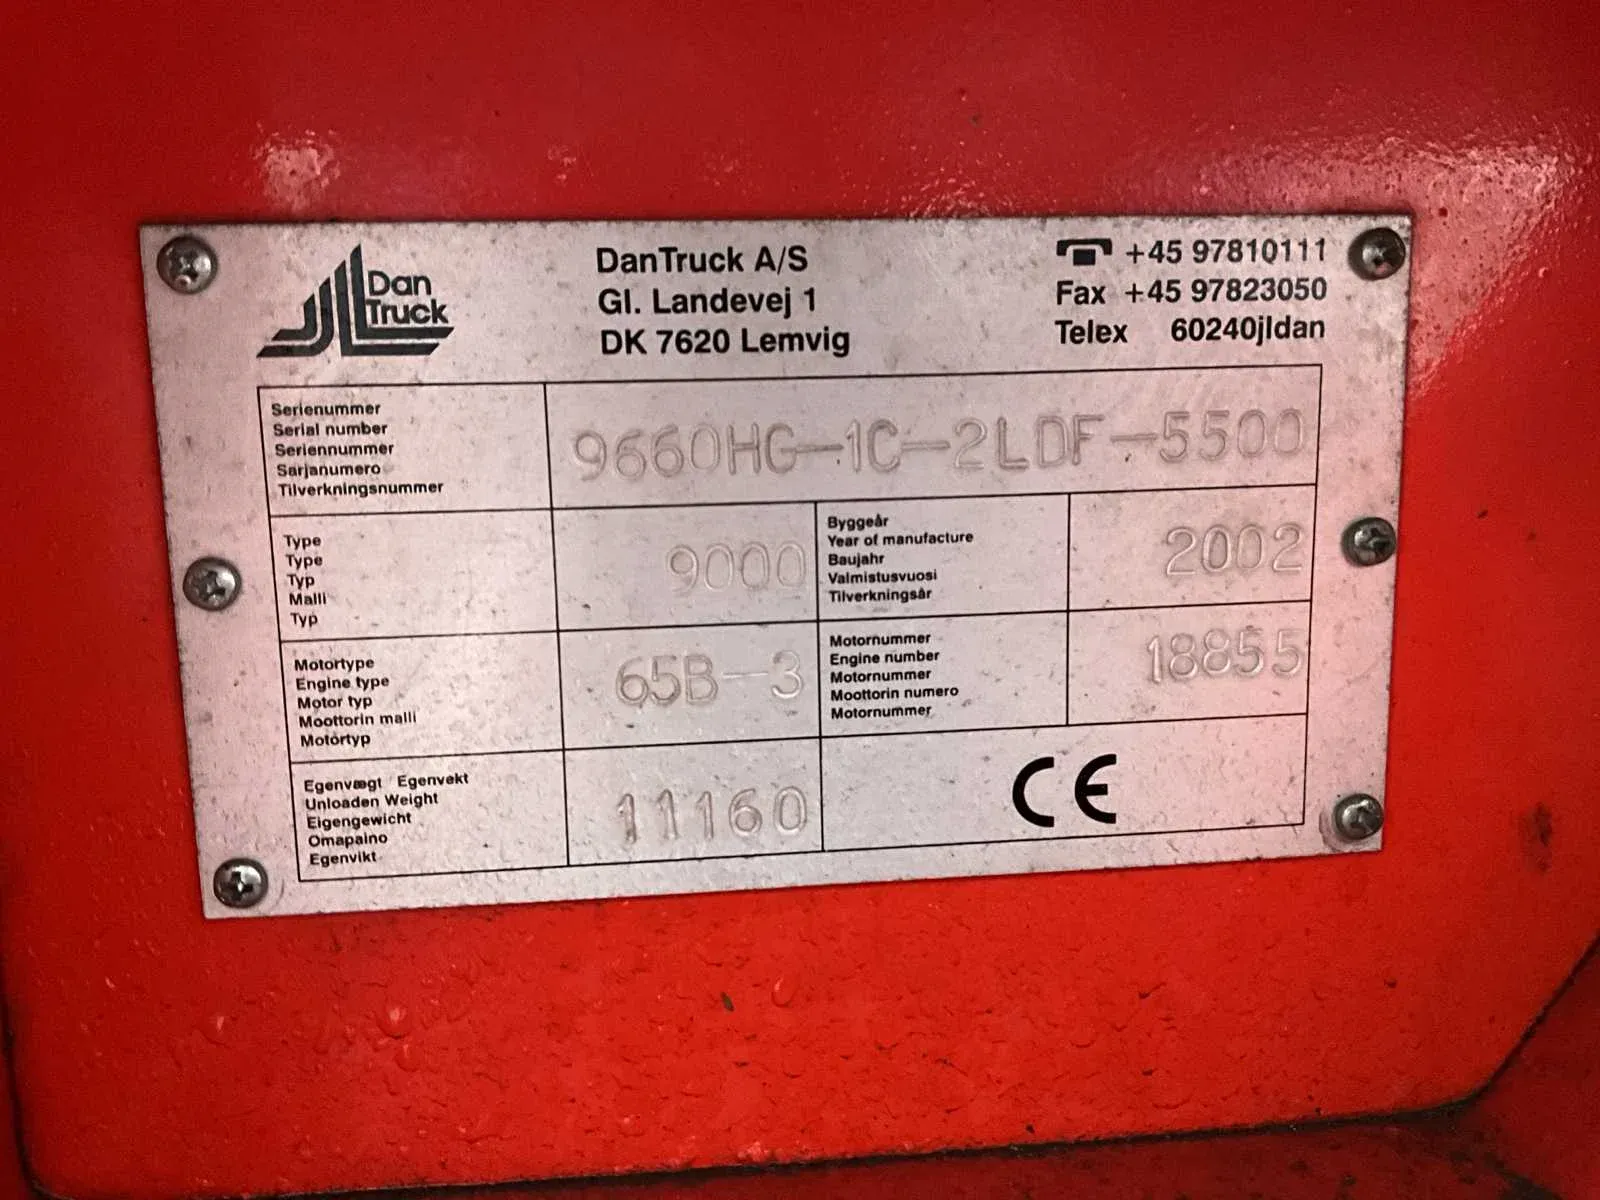 Dan
Truck
DanTruck A/S
Gl. Landevej 1
DK 7620 Lemvig
+45 97810111
Fax +45 97823050
Telex 60240jldan
Serienummer
Serial number
Seriennummer
Sarjanumero
Tilverkningsnummer
9660HG-1C-2LDF-5500
Type
Type
Typ
Malli
Typ
9000
Byggeår
Year of manufacture
Baujahr
Valmistusvuosi
Tilverkningsår
2002
Motortype
Engine type
Motor typ
Moottorin malli
Motortyp
65B-3
Motornummer
Engine number
Motornummer
Moottorin numero
Motornummer
18855
Egenvægt Egenvekt
Unloaden Weight
Eigengewicht
Omapaino
Egenvikt
11160
CE